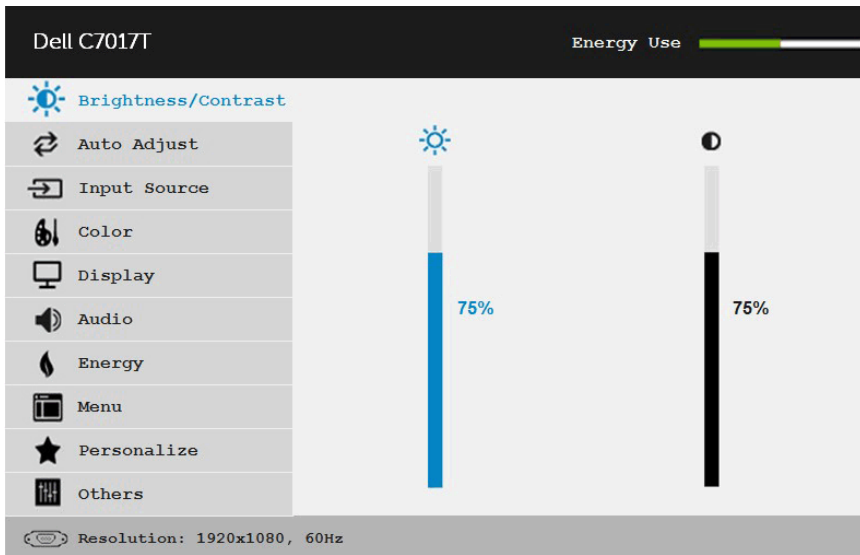 Dell C7017T
Energy Use
Brightness/Contrast
Auto Adjust
Input Source
Color
Display
Audio
Energy
Menu
Personalize
Others
75%
75%
Resolution: 1920x1080, 60Hz